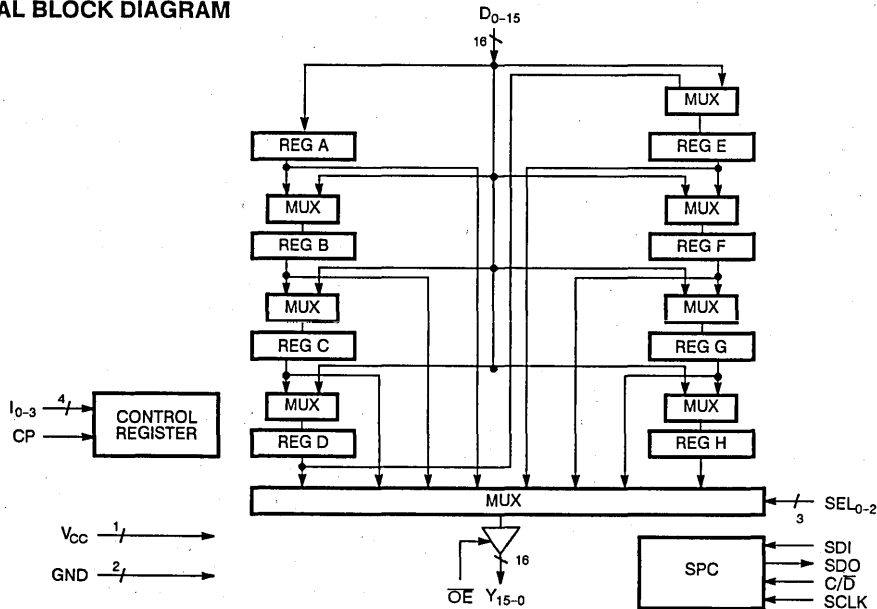 AL BLOCK DIAGRAM
D0–15
16
MUX
REG A
REG E
MUX
MUX
REG B
REG F
MUX
MUX
REG C
REG G
I0–3
4
CONTROL
REGISTER
CP
MUX
MUX
REG D
REG H
MUX
SEL0–2
3
VCC
1
GND
2
OE̅
16
Y15–0
SPC
SDI
SDO
C/D̅
SCLK